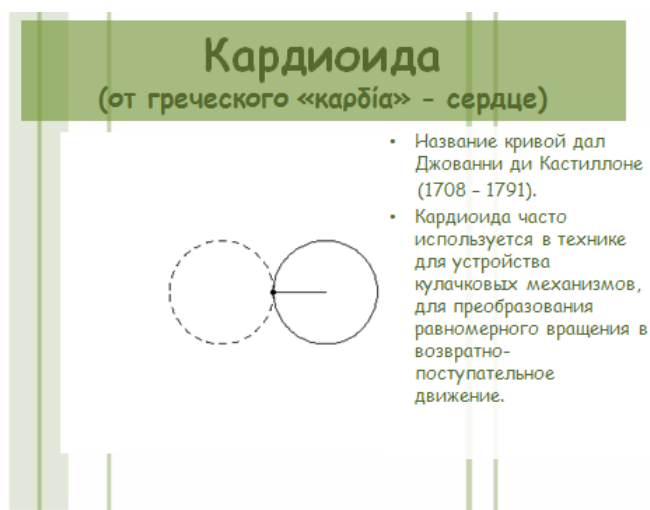 Кардиоида
(от греческого «καρδία» - сердце)
• Название кривой дал
Джованни ди Кастиллоне
(1708 – 1791).
• Кардиоида часто
используется в технике
для устройства
кулачковых механизмов,
для преобразования
равномерного вращения в
возвратно-
поступательное
движение.